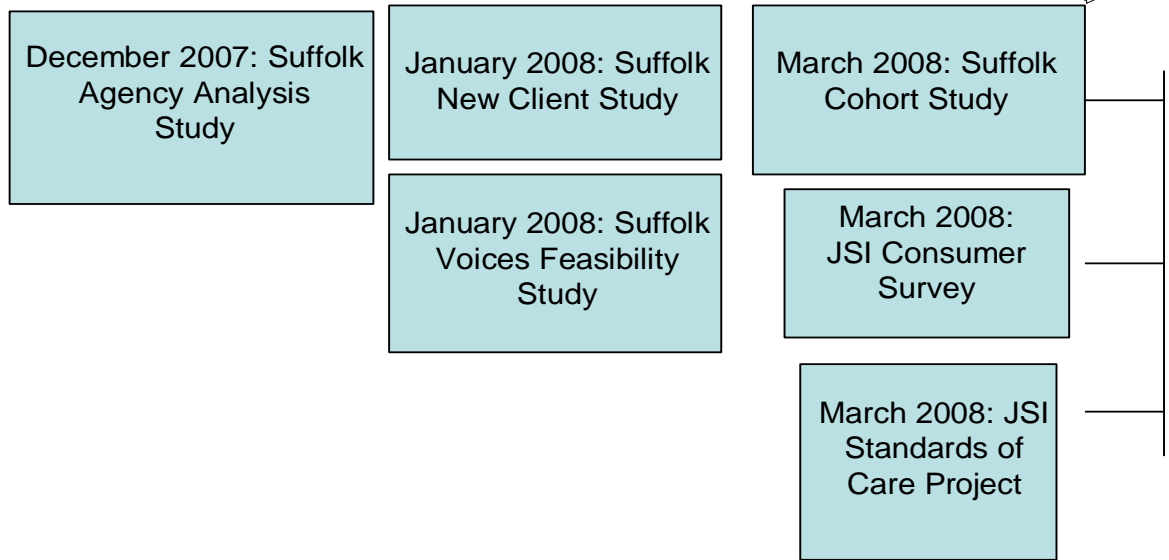 December 2007: Suffolk
Agency Analysis
Study
January 2008: Suffolk
New Client Study
January 2008: Suffolk
Voices Feasibility
Study
March 2008: Suffolk
Cohort Study
March 2008:
JSI Consumer
Survey
March 2008: JSI
Standards of
Care Project